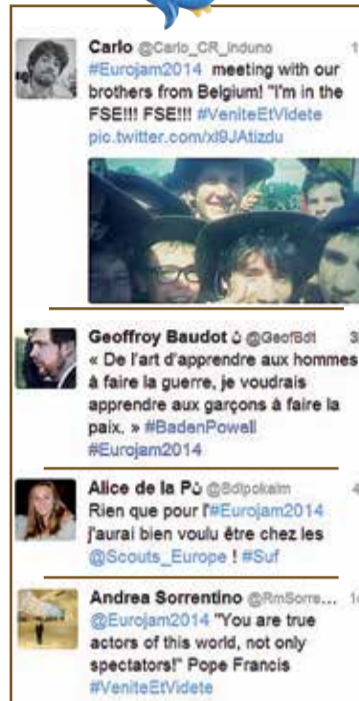 Carlo @Carlo_CR_Induno
#Eurojam2014 meeting with our
brothers from Belgium! "I'm in the
FSE!!! FSE!!! #VeniteEtVidete
pic.twitter.com/xl9JAtizdu
Geoffroy Baudot ن @GeofBdt
« De l'art d'apprendre aux hommes
à faire la guerre, je voudrais
apprendre aux garçons à faire la
paix. » #BadenPowell
#Eurojam2014
Alice de la Pن @Bdlpokaim
Rien que pour l'#Eurojam2014
j'aurai bien voulu être chez les
@Scouts_Europe ! #Suf
Andrea Sorrentino @RmSorre...
@Eurojam2014 "You are true
actors of this world, not only
spectators!" Pope Francis
#VeniteEtVidete